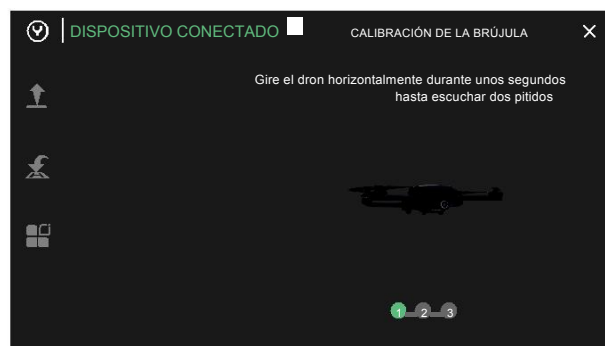 DISPOSITIVO CONECTADO
CALIBRACIÓN DE LA BRÚJULA
Gire el dron horizontalmente durante unos segundos
hasta escuchar dos pitidos
1 2 3